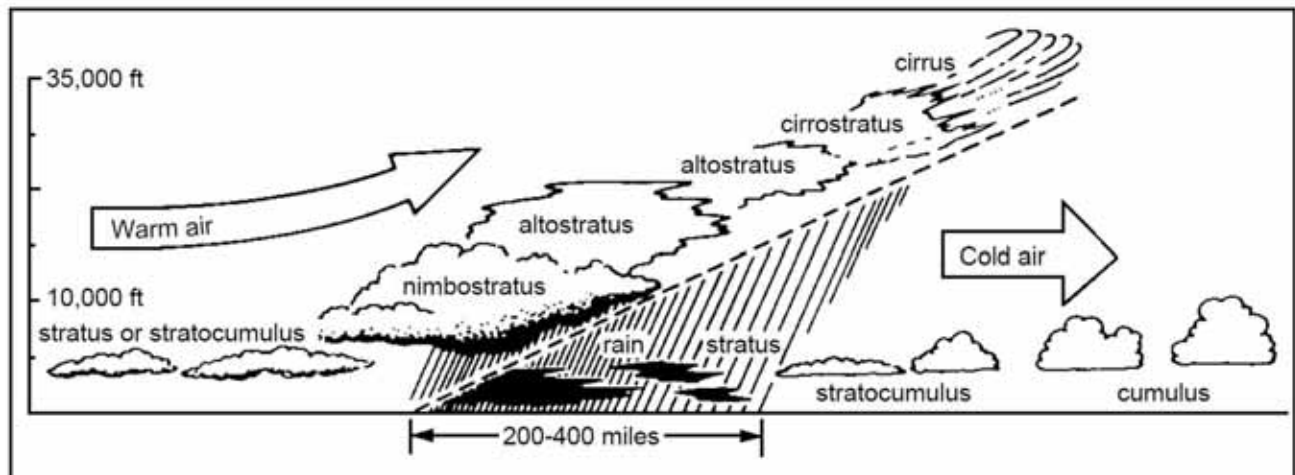 35,000 ft
cirrus
cirrostratus
altostratus
Warm air
altostratus
Cold air
nimbostratus
10,000 ft
stratus or stratocumulus
rain
stratus
stratocumulus
cumulus
200-400 miles